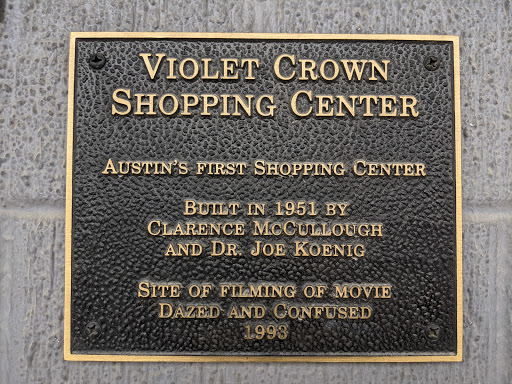 Violet Crown
Shopping Center
Austin's first Shopping Center
Built in 1951 by
Clarence McCullough
and Dr. Joe Koenig
Site of filming of movie
Dazed and Confused
1993